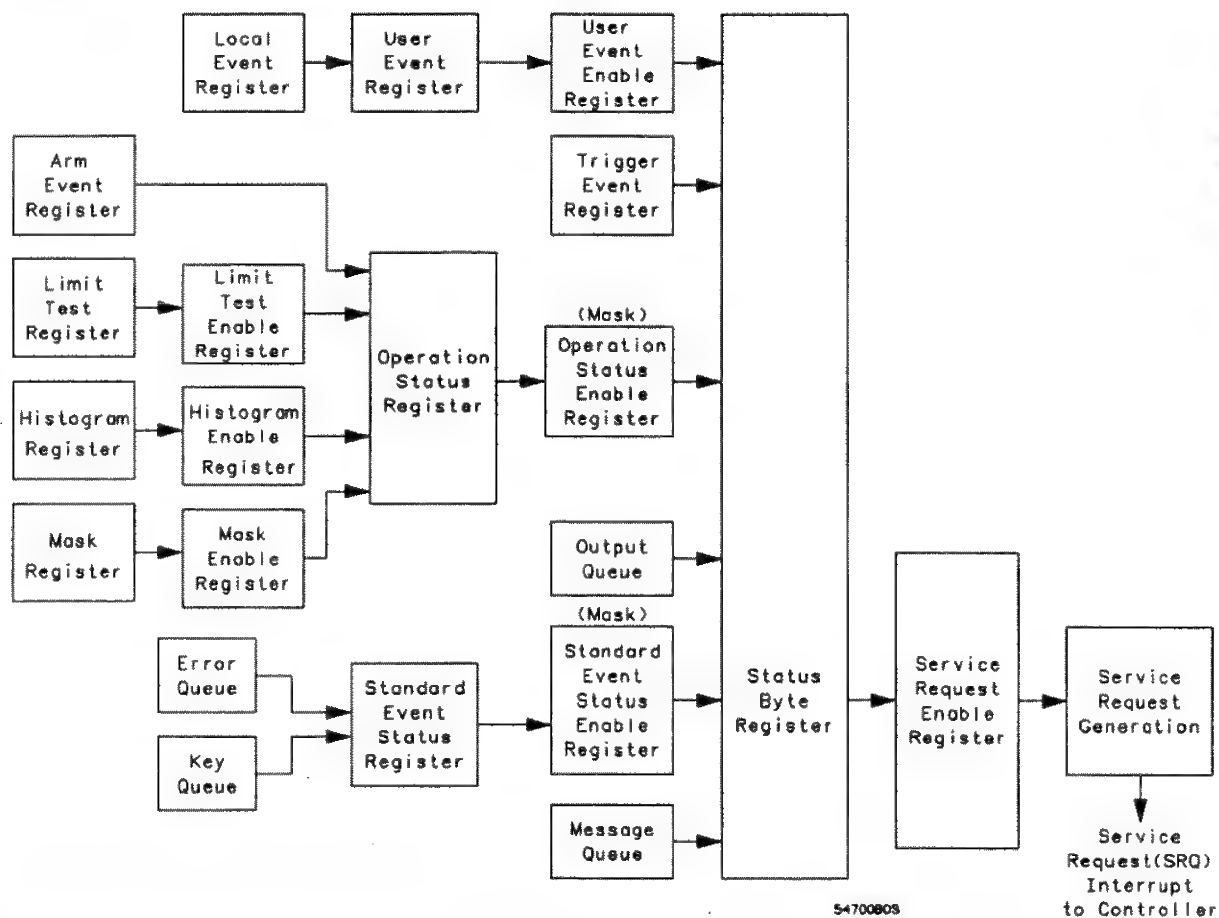 Local
Event
Register
User
Event
Register
User
Event
Enable
Register
Arm
Event
Register
Trigger
Event
Register
Limit
Test
Register
Limit
Test
Enable
Register
Operation
Status
Register
(Mask)
Operation
Status
Enable
Register
Histogram
Register
Histogram
Enable
Register
Mask
Register
Mask
Enable
Register
Output
Queue
(Mask)
Error
Queue
Key
Queue
Standard
Event
Status
Register
Standard
Event
Status
Enable
Register
Message
Queue
Status
Byte
Register
Service
Request
Enable
Register
Service
Request
Generation
Service
Request(SRQ)
Interrupt
to Controller
54700B05